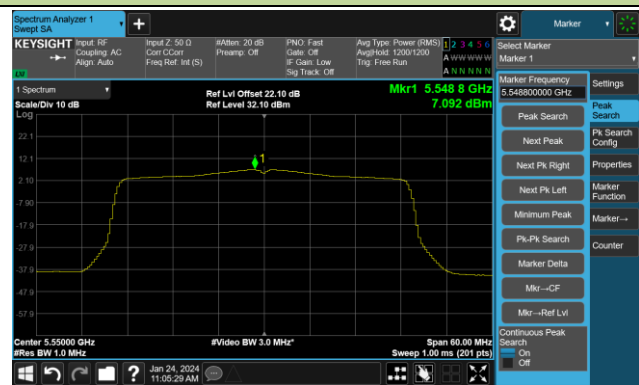 Spectrum Analyzer 1
Swept SA
Marker
KEYSIGHT
Input: RF
Coupling: AC
Align: Auto
Input Z: 50 Ω
Corr CCorr
Freq Ref: Int (S)
#Atten: 20 dB
Preamp: Off
PNO: Fast
Gate: Off
IF Gain: Low
Sig Track: Off
Avg Type: Power (RMS)
Avg|Hold: 1200/1200
Trig: Free Run
1 2 3 4 5 6
A W W W W W
A N N N N N
LW
Select Marker
Marker 1
Marker Frequency
5.548800000 GHz
Peak Search
Next Peak
Next Pk Right
Next Pk Left
Minimum Peak
Pk-Pk Search
Marker Delta
Mkr→CF
Mkr→Ref Lvl
Continuous Peak
Search
On
Off
Settings
Peak
Search
Pk Search
Config
Properties
Marker
Function
Marker→
Counter
1 Spectrum
Scale/Div 10 dB
Log
Ref Lvl Offset 22.10 dB
Ref Level 32.10 dBm
Mkr1 5.548 8 GHz
7.092 dBm
1
22.1
12.1
2.10
-7.90
-17.9
-27.9
-37.9
-47.9
-57.9
Center 5.55000 GHz
#Res BW 1.0 MHz
#Video BW 3.0 MHz*
Span 60.00 MHz
Sweep 1.00 ms (201 pts)
?
Jan 24, 2024
11:05:29 AM